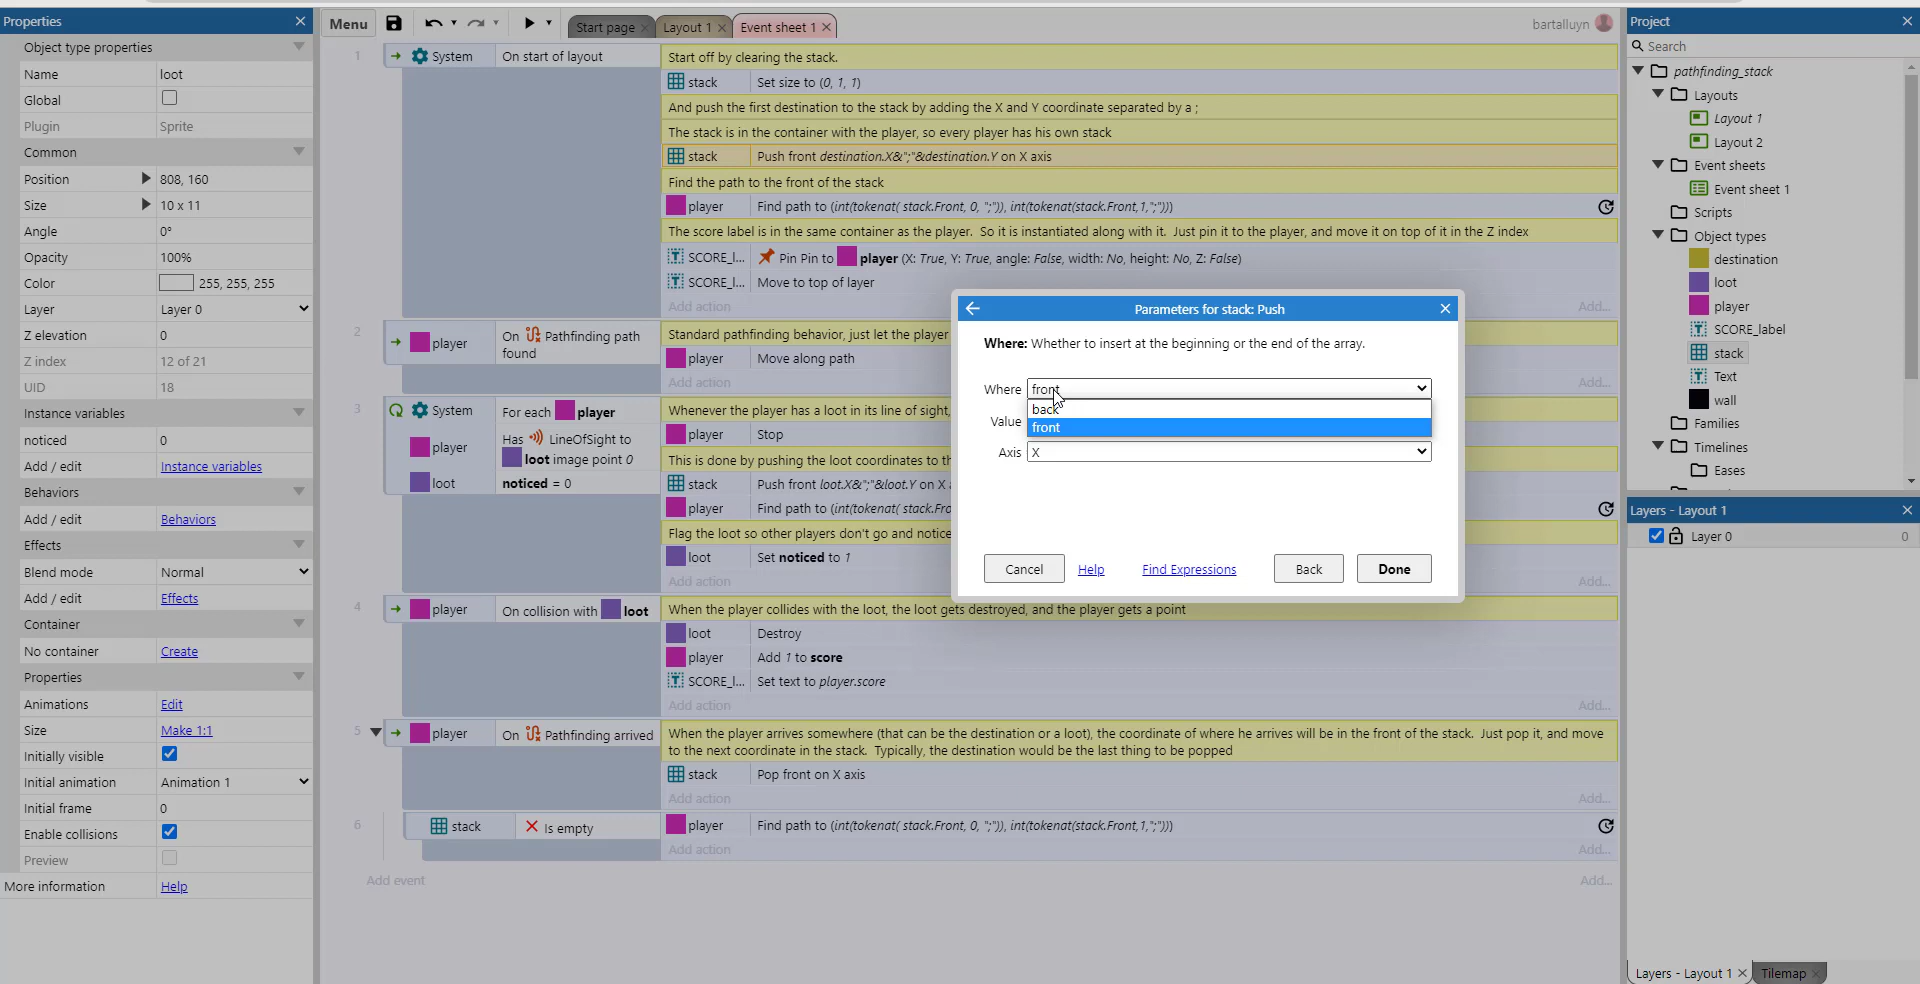 Properties
Object type properties
Name loot
Global
Plugin Sprite
Common
Position 808, 160
Size 10 x 11
Angle 0°
Opacity 100%
Color 255, 255, 255
Layer Layer 0
Z elevation 0
Z index 12 of 21
UID 18
Instance variables
noticed 0
Add / edit Instance variables
Behaviors
Add / edit Behaviors
Effects
Blend mode Normal
Add / edit Effects
Container
No container Create
Properties
Animations Edit
Size Make 1:1
Initially visible
Initial animation Animation 1
Initial frame 0
Enable collisions
Preview
More information Help
Menu Start page Layout 1 Event sheet 1 bartalluyn
1 System On start of layout
Start off by clearing the stack.
stack Set size to (0, 1, 1)
And push the first destination to the stack by adding the X and Y coordinate separated by a ;
The stack is in the container with the player, so every player has his own stack
stack Push front destination.X&";"&destination.Y on X axis
Find the path to the front of the stack
player Find path to (int(tokenat( stack.Front, 0, ";")), int(tokenat(stack.Front,1,";")))
The score label is in the same container as the player. So it is instantiated along with it. Just pin it to the player, and move it on top of it in the Z index
SCORE_l... Pin Pin to player (X: True, Y: True, angle: False, width: No, height: No, Z: False)
SCORE_l... Move to top of layer
Add action Add...
2 player On Pathfinding path found
Standard pathfinding behavior, just let the player
player Move along path
Add action Add...
3 System For each player
player Has LineOfSight to loot image point 0
loot noticed = 0
Whenever the player has a loot in its line of sight,
player Stop
This is done by pushing the loot coordinates to th
stack Push front loot.X&";"&loot.Y on X a
player Find path to (int(tokenat( stack.Fro
Flag the loot so other players don't go and notice
loot Set noticed to 1
Add action Add...
4 player On collision with loot
When the player collides with the loot, the loot gets destroyed, and the player gets a point
loot Destroy
player Add 1 to score
SCORE_l... Set text to player.score
Add action Add...
5 player On Pathfinding arrived
When the player arrives somewhere (that can be the destination or a loot), the coordinate of where he arrives will be in the front of the stack. Just pop it, and move
to the next coordinate in the stack. Typically, the destination would be the last thing to be popped
stack Pop front on X axis
Add action Add...
6 stack Is empty
player Find path to (int(tokenat( stack.Front, 0, ";")), int(tokenat(stack.Front,1,";")))
Add action Add...
Add event Add...
Parameters for stack: Push
Where: Whether to insert at the beginning or the end of the array.
Where front
back
front
Value
Axis X
Cancel Help Find Expressions Back Done
Project
Search
pathfinding_stack
Layouts
Layout 1
Layout 2
Event sheets
Event sheet 1
Scripts
Object types
destination
loot
player
SCORE_label
stack
Text
wall
Families
Timelines
Eases
Layers - Layout 1
Layer 0 0
Layers - Layout 1 Tilemap